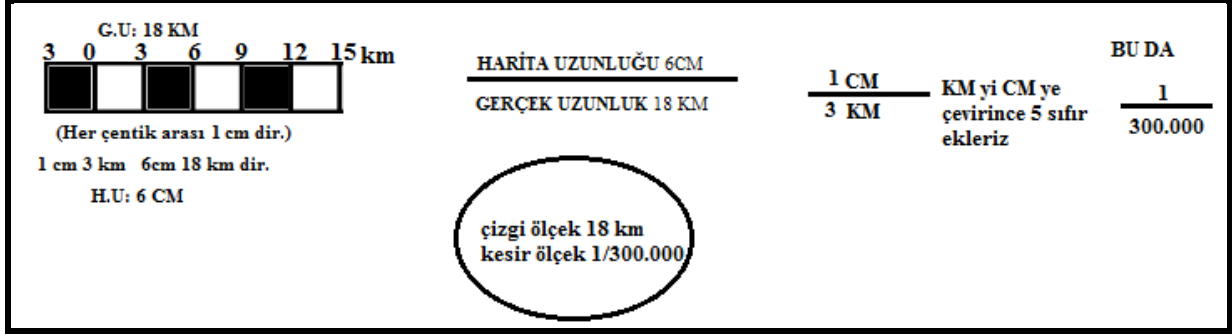 G.U: 18 KM
3 0 3 6 9 12 15 km
(Her çentik arası 1 cm dir.)
1 cm 3 km 6cm 18 km dir.
H.U: 6 CM
HARİTA UZUNLUĞU 6CM
GERÇEK UZUNLUK 18 KM
1 CM
3 KM
KM yi CM ye
çevirince 5 sıfır
ekleriz
BU DA
1
300.000
çizgi ölçek 18 km
kesir ölçek 1/300.000